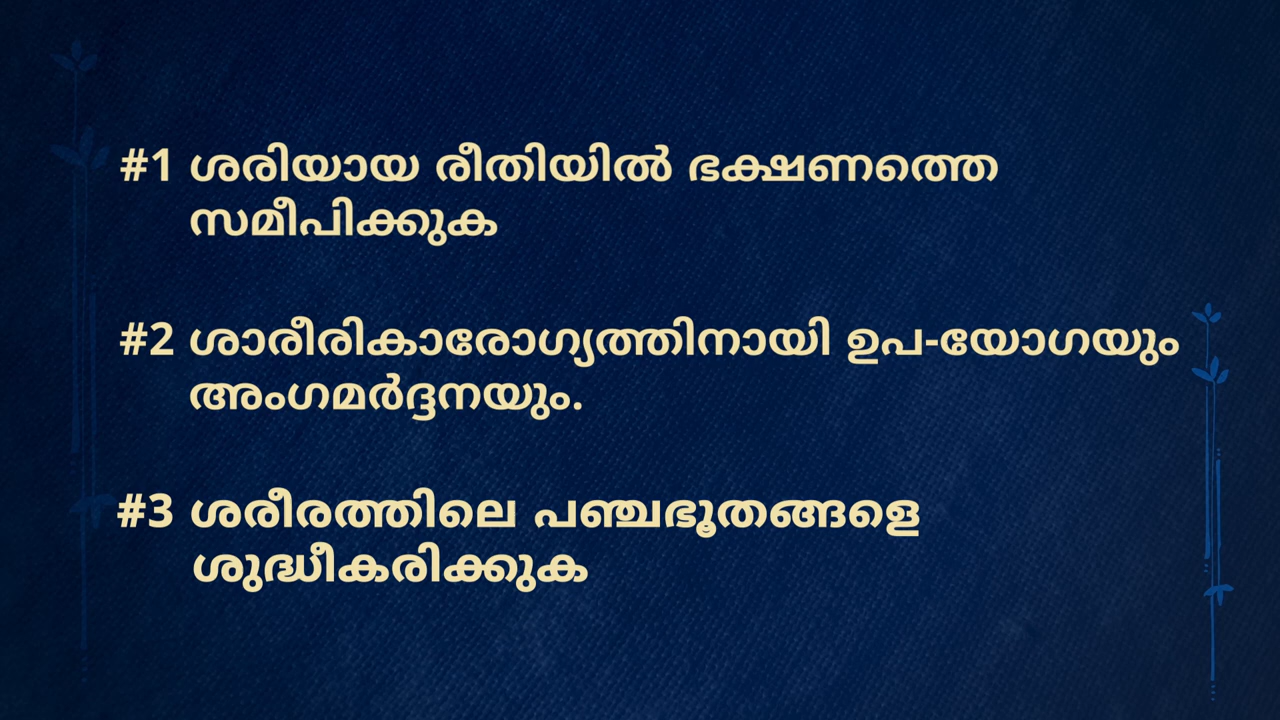 #1 ശരിയായ രീതിയിൽ ഭക്ഷണത്തെ
സമീപിക്കുക
#2 ശാരീരികാരോഗ്യത്തിനായി ഉപ-യോഗയും
അംഗമർദ്ദനയും.
#3 ശരീരത്തിലെ പഞ്ചഭൂതങ്ങളെ
ശുദ്ധീകരിക്കുക